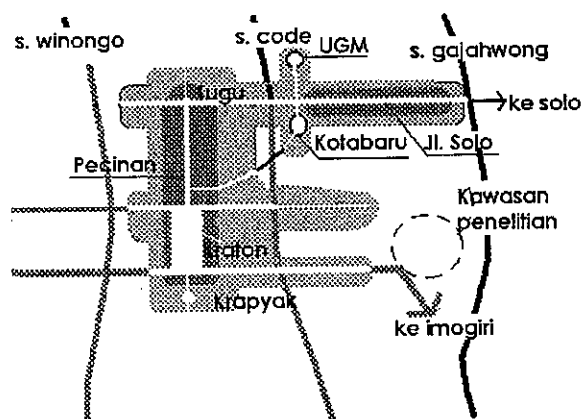 s. winongo
s. code
UGM
s. gajahwong
Tugu
ke solo
Pecinan
Kotabaru
Jl. Solo
Kawasan
penelitian
kraton
Krapyak
ke imogiri